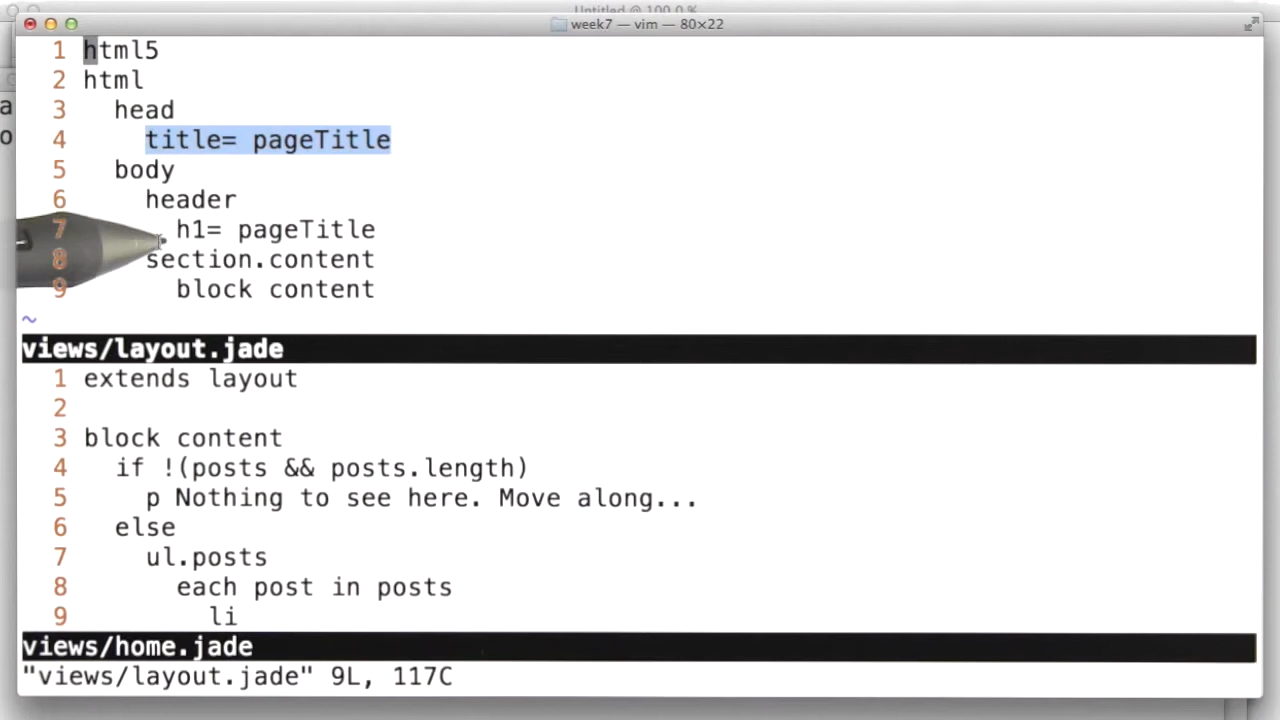 Untitled @ 100.0 %
week7 — vim — 80×22
1 html5
2 html
3   head
4     title= pageTitle
5   body
6     header
7       h1= pageTitle
8     section.content
9       block content
~
views/layout.jade
1 extends layout
2
3 block content
4   if !(posts && posts.length)
5     p Nothing to see here. Move along...
6   else
7     ul.posts
8       each post in posts
9         li
views/home.jade
"views/layout.jade" 9L, 117C
a
o